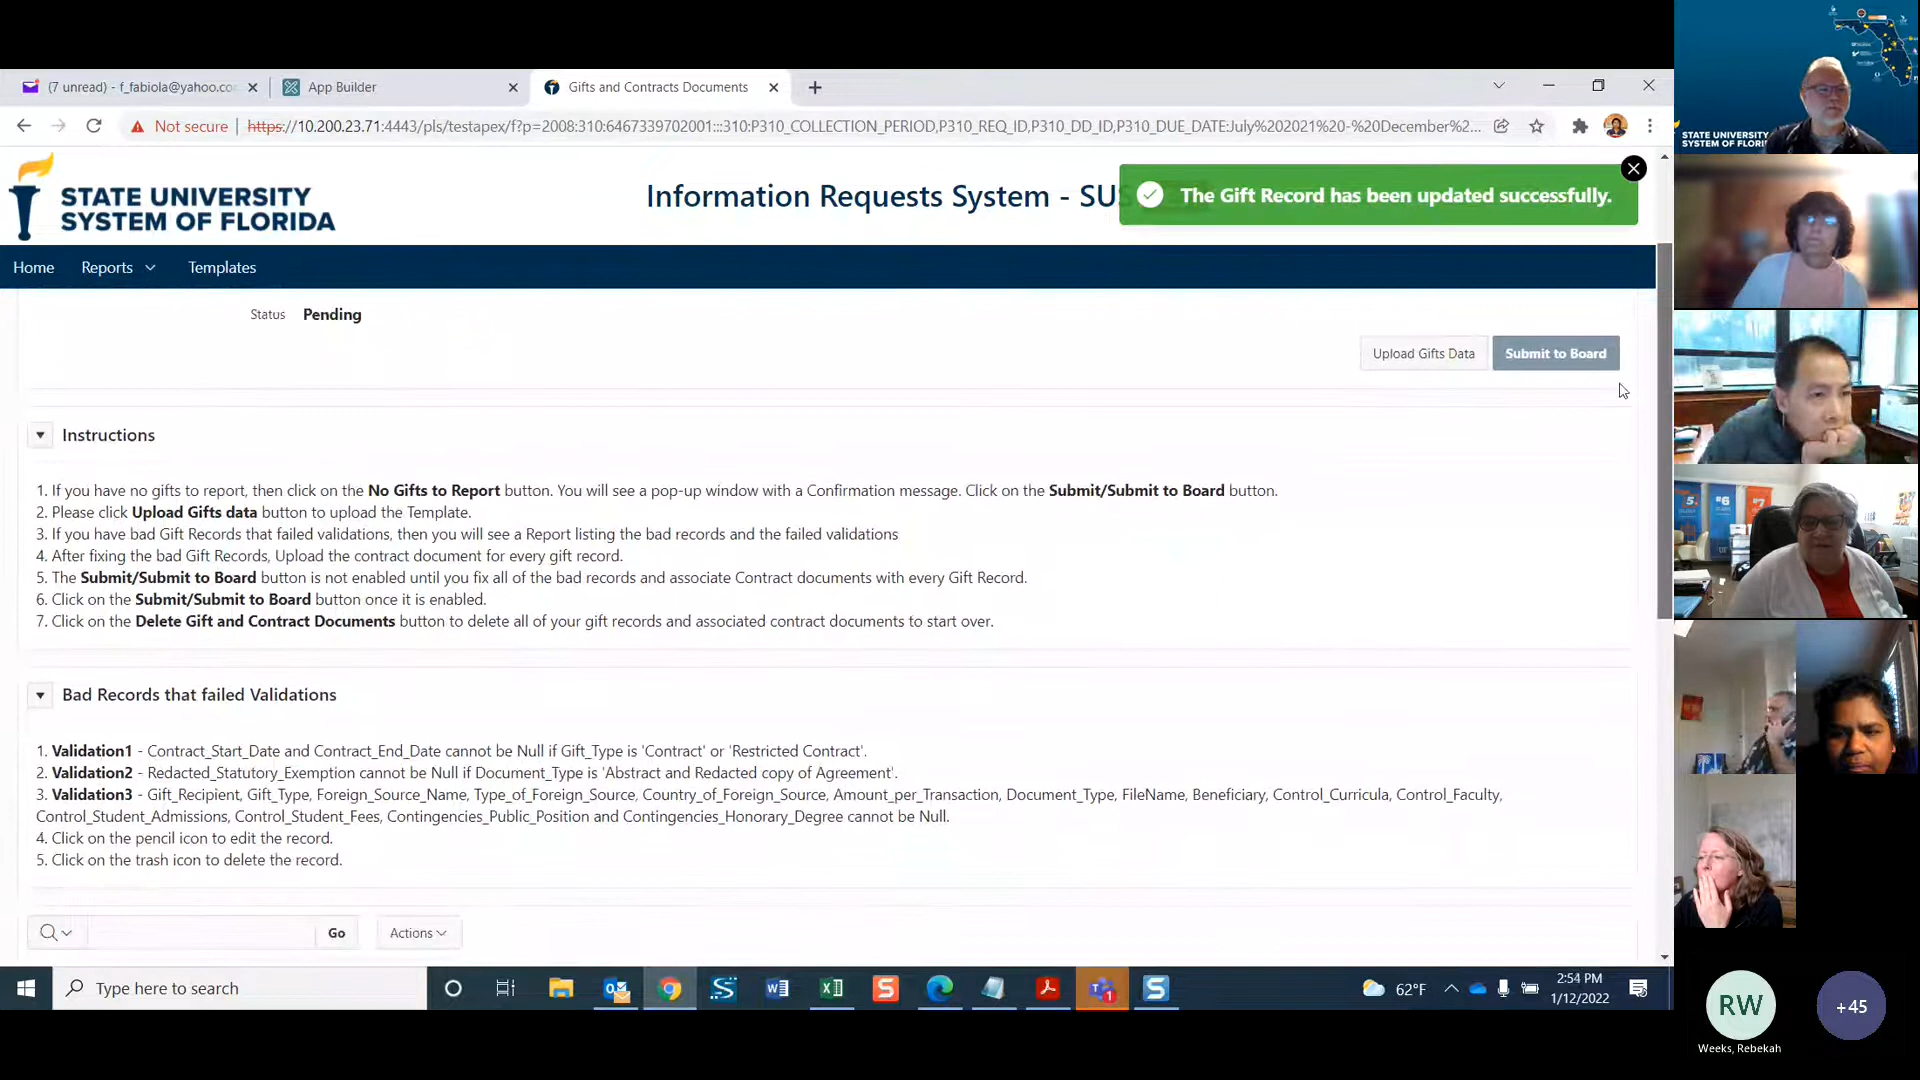 (7 unread) - f_fabiola@yahoo.co
App Builder
Gifts and Contracts Documents
Not secure
https://10.200.23.71:4443/pls/testapex/f?p=2008:310:6467339702001:::310:P310_COLLECTION_PERIOD,P310_REQ_ID,P310_DD_ID,P310_DUE_DATE:July%202021%20-%20December%2...
STATE UNIVERSITY
SYSTEM OF FLORIDA
Information Requests System - SUS
The Gift Record has been updated successfully.
Home
Reports
Templates
Status Pending
Upload Gifts Data
Submit to Board
Instructions
1. If you have no gifts to report, then click on the No Gifts to Report button. You will see a pop-up window with a Confirmation message. Click on the Submit/Submit to Board button.
2. Please click Upload Gifts data button to upload the Template.
3. If you have bad Gift Records that failed validations, then you will see a Report listing the bad records and the failed validations
4. After fixing the bad Gift Records, Upload the contract document for every gift record.
5. The Submit/Submit to Board button is not enabled until you fix all of the bad records and associate Contract documents with every Gift Record.
6. Click on the Submit/Submit to Board button once it is enabled.
7. Click on the Delete Gift and Contract Documents button to delete all of your gift records and associated contract documents to start over.
Bad Records that failed Validations
1. Validation1 - Contract_Start_Date and Contract_End_Date cannot be Null if Gift_Type is 'Contract' or 'Restricted Contract'.
2. Validation2 - Redacted_Statutory_Exemption cannot be Null if Document_Type is 'Abstract and Redacted copy of Agreement'.
3. Validation3 - Gift_Recipient, Gift_Type, Foreign_Source_Name, Type_of_Foreign_Source, Country_of_Foreign_Source, Amount_per_Transaction, Document_Type, FileName, Beneficiary, Control_Curricula, Control_Faculty,
Control_Student_Admissions, Control_Student_Fees, Contingencies_Public_Position and Contingencies_Honorary_Degree cannot be Null.
4. Click on the pencil icon to edit the record.
5. Click on the trash icon to delete the record.
Go
Actions
Type here to search
62°F
2:54 PM
1/12/2022
STATE UNIVERSITY
SYSTEM OF FLORI
#6
RW
Weeks, Rebekah
+45